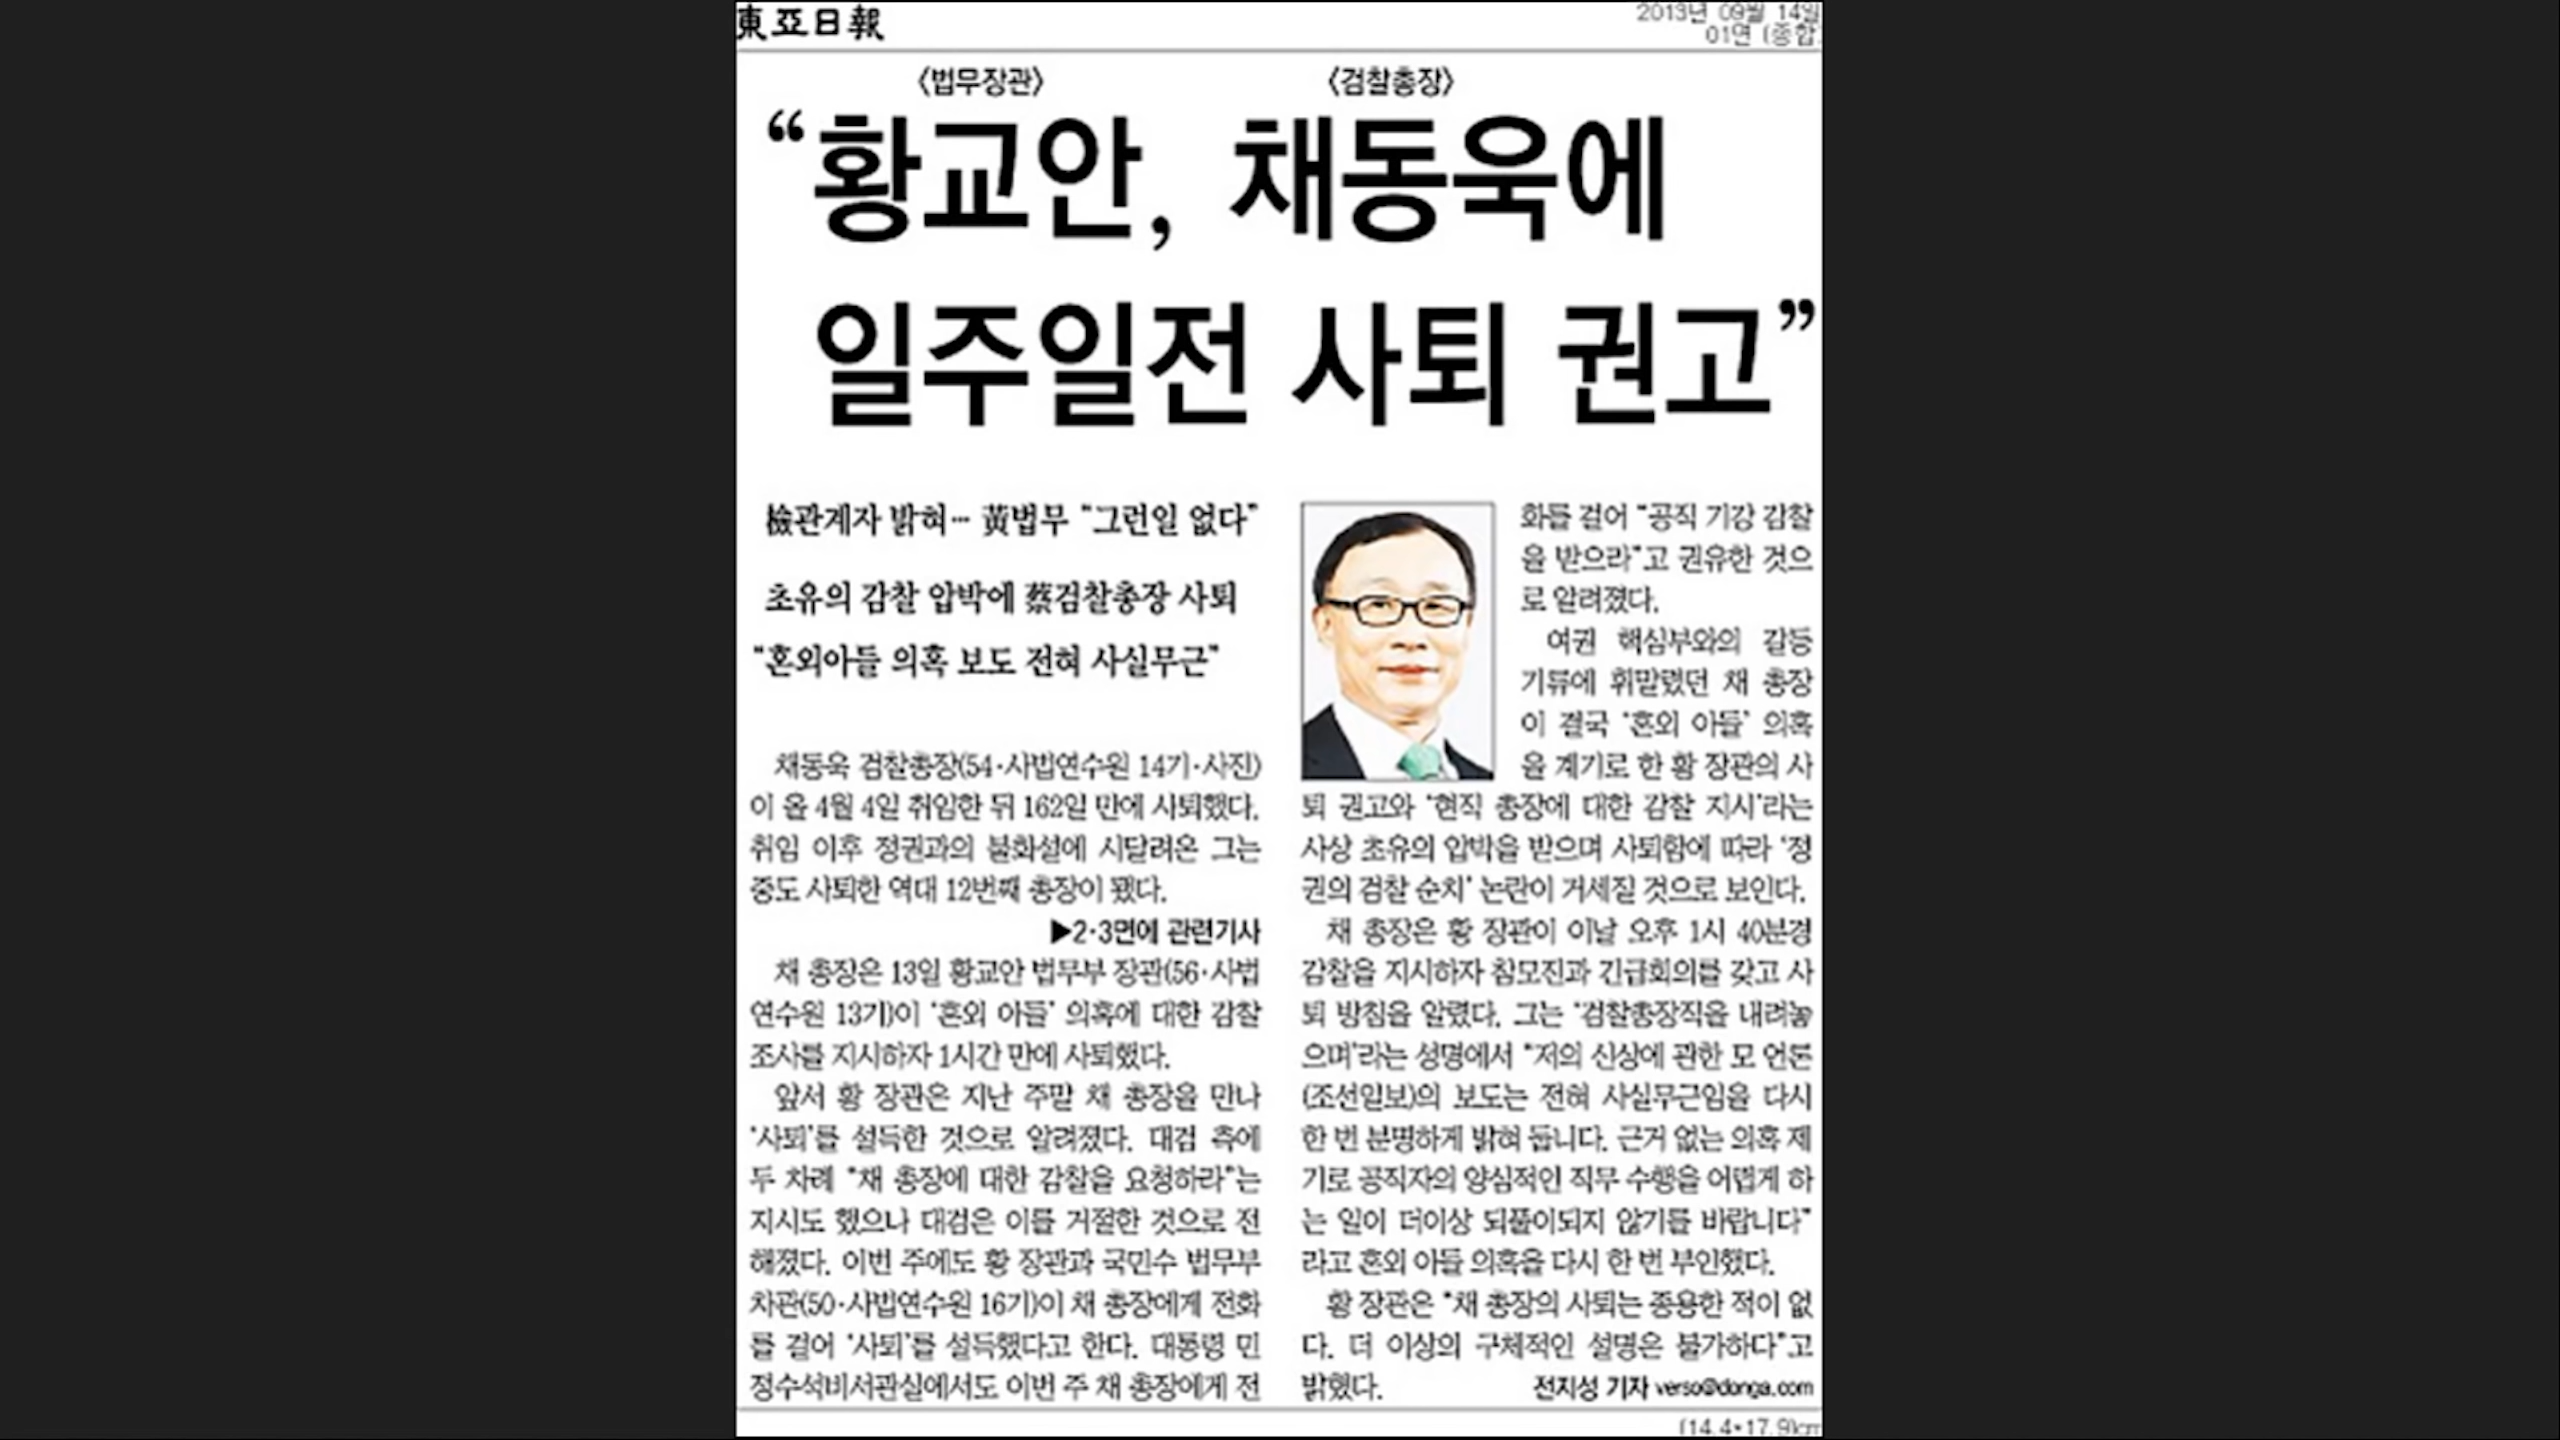 東亞日報
2013년 09월 14일
01면 (종합)
〈법무장관〉 〈검찰총장〉
“황교안, 채동욱에
일주일전 사퇴 권고”
檢관계자 밝혀… 黃법무 “그런일 없다”
초유의 감찰 압박에 蔡검찰총장 사퇴
“혼외아들 의혹 보도 전혀 사실무근”
채동욱 검찰총장(54·사법연수원 14기·사진)
이 올 4월 4일 취임한 뒤 162일 만에 사퇴했다.
취임 이후 정권과의 불화설에 시달려온 그는
중도 사퇴한 역대 12번째 총장이 됐다.
▶2·3면에 관련기사
채 총장은 13일 황교안 법무부 장관(56·사법
연수원 13기)이 ‘혼외 아들’ 의혹에 대한 감찰
조사를 지시하자 1시간 만에 사퇴했다.
앞서 황 장관은 지난 주말 채 총장을 만나
‘사퇴’를 설득한 것으로 알려졌다. 대검 측에
두 차례 “채 총장에 대한 감찰을 요청하라”는
지시도 했으나 대검은 이를 거절한 것으로 전
해졌다. 이번 주에도 황 장관과 국민수 법무부
차관(50·사법연수원 16기)이 채 총장에게 전화
를 걸어 ‘사퇴’를 설득했다고 한다. 대통령 민
정수석비서관실에서도 이번 주 채 총장에게 전
화를 걸어 “공직 기강 감찰
을 받으라”고 권유한 것으
로 알려졌다.
여권 핵심부와의 갈등
기류에 휘말렸던 채 총장
이 결국 ‘혼외 아들’ 의혹
을 계기로 한 황 장관의 사
퇴 권고와 ‘현직 총장에 대한 감찰 지시’라는
사상 초유의 압박을 받으며 사퇴함에 따라 ‘정
권의 검찰 순치’ 논란이 거세질 것으로 보인다.
채 총장은 황 장관이 이날 오후 1시 40분경
감찰을 지시하자 참모진과 긴급회의를 갖고 사
퇴 방침을 알렸다. 그는 ‘검찰총장직을 내려놓
으며’라는 성명에서 “저의 신상에 관한 모 언론
(조선일보)의 보도는 전혀 사실무근임을 다시
한 번 분명하게 밝혀 둡니다. 근거 없는 의혹 제
기로 공직자의 양심적인 직무 수행을 어렵게 하
는 일이 더이상 되풀이되지 않기를 바랍니다”
라고 혼외 아들 의혹을 다시 한 번 부인했다.
황 장관은 “채 총장의 사퇴는 종용한 적이 없
다. 더 이상의 구체적인 설명은 불가하다”고
밝혔다. 전지성 기자 verso@donga.com
(14.4*17.9)cm